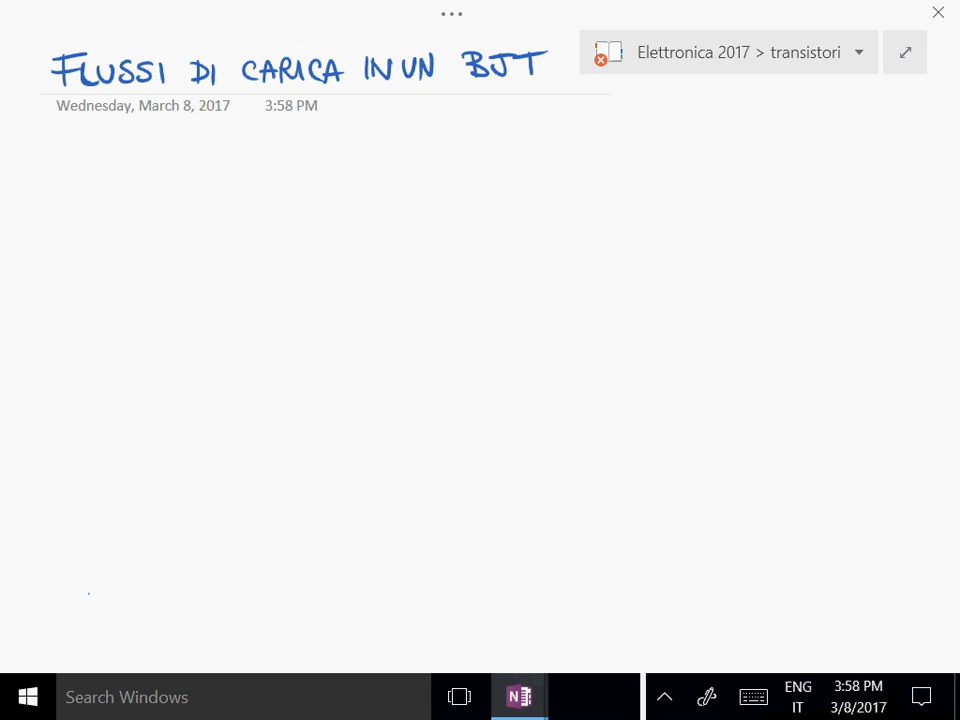 FLUSSI DI CARICA IN UN BJT
Elettronica 2017 > transistori
Wednesday, March 8, 2017 3:58 PM
Search Windows
N
ENG
IT
3:58 PM
3/8/2017